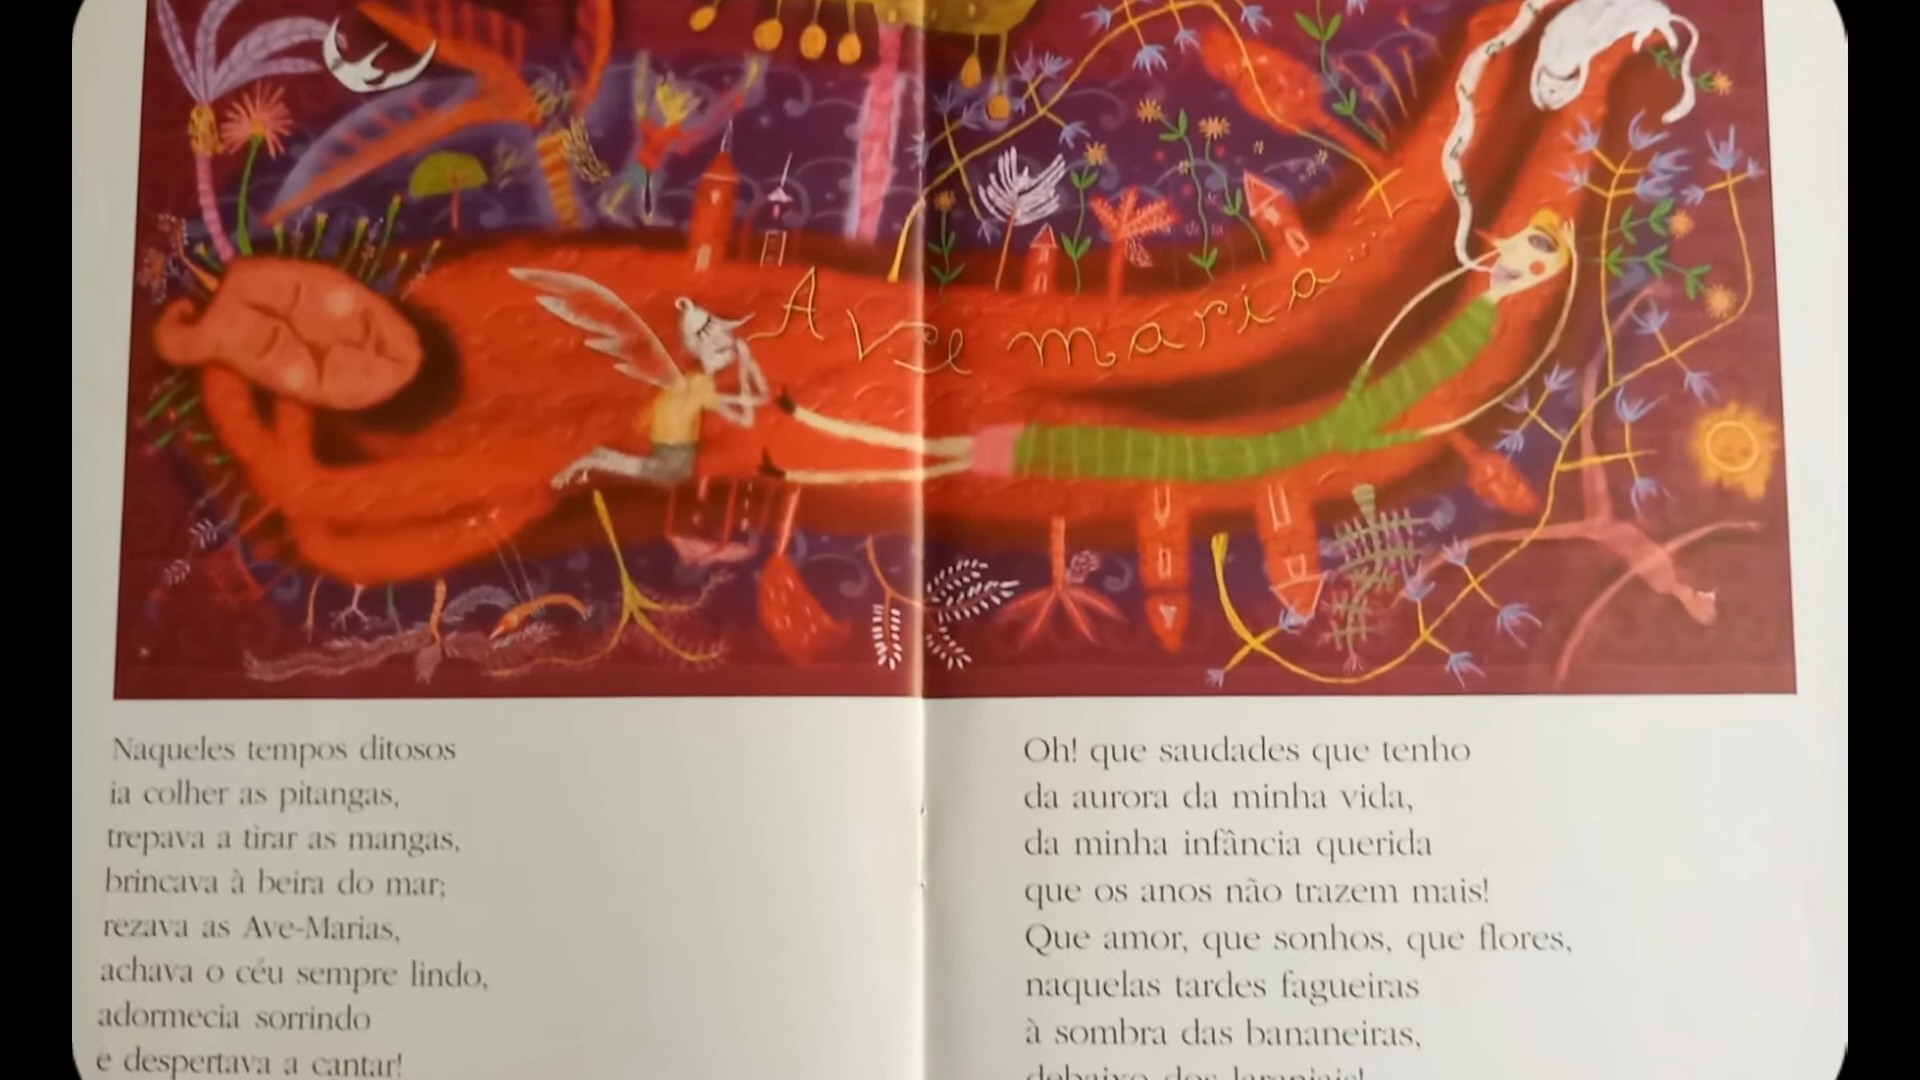 Ave maria...
Naqueles tempos ditosos
ia colher as pitangas,
trepava a tirar as mangas,
brincava à beira do mar;
rezava as Ave-Marias,
achava o céu sempre lindo,
adormecia sorrindo
e despertava a cantar!
Oh! que saudades que tenho
da aurora da minha vida,
da minha infância querida
que os anos não trazem mais!
Que amor, que sonhos, que flores,
naquelas tardes fagueiras
à sombra das bananeiras,
debaixo dos laranjais!